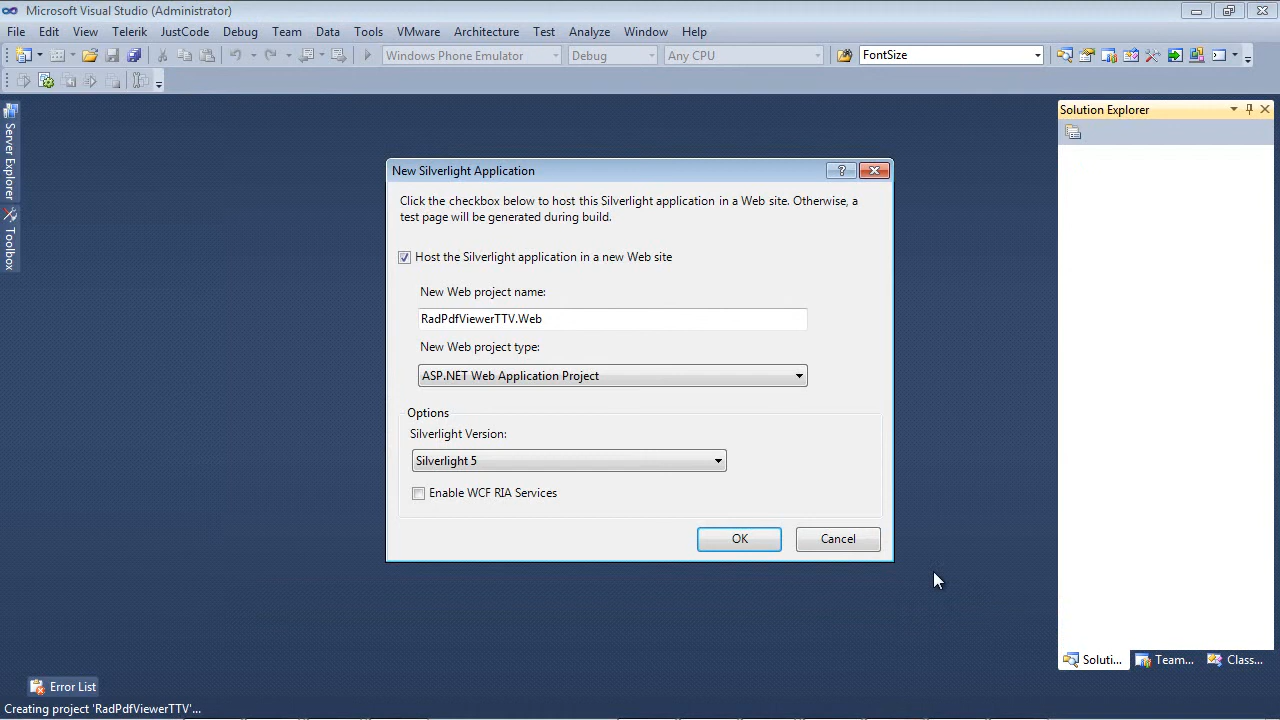 Microsoft Visual Studio (Administrator)
File Edit View Telerik JustCode Debug Team Data Tools VMware Architecture Test Analyze Window Help
Windows Phone Emulator Debug Any CPU FontSize
Server Explorer
Toolbox
Solution Explorer
New Silverlight Application
Click the checkbox below to host this Silverlight application in a Web site. Otherwise, a
test page will be generated during build.
Host the Silverlight application in a new Web site
New Web project name:
RadPdfViewerTTV.Web
New Web project type:
ASP.NET Web Application Project
Options
Silverlight Version:
Silverlight 5
Enable WCF RIA Services
OK Cancel
Soluti... Team... Class...
Error List
Creating project 'RadPdfViewerTTV'...